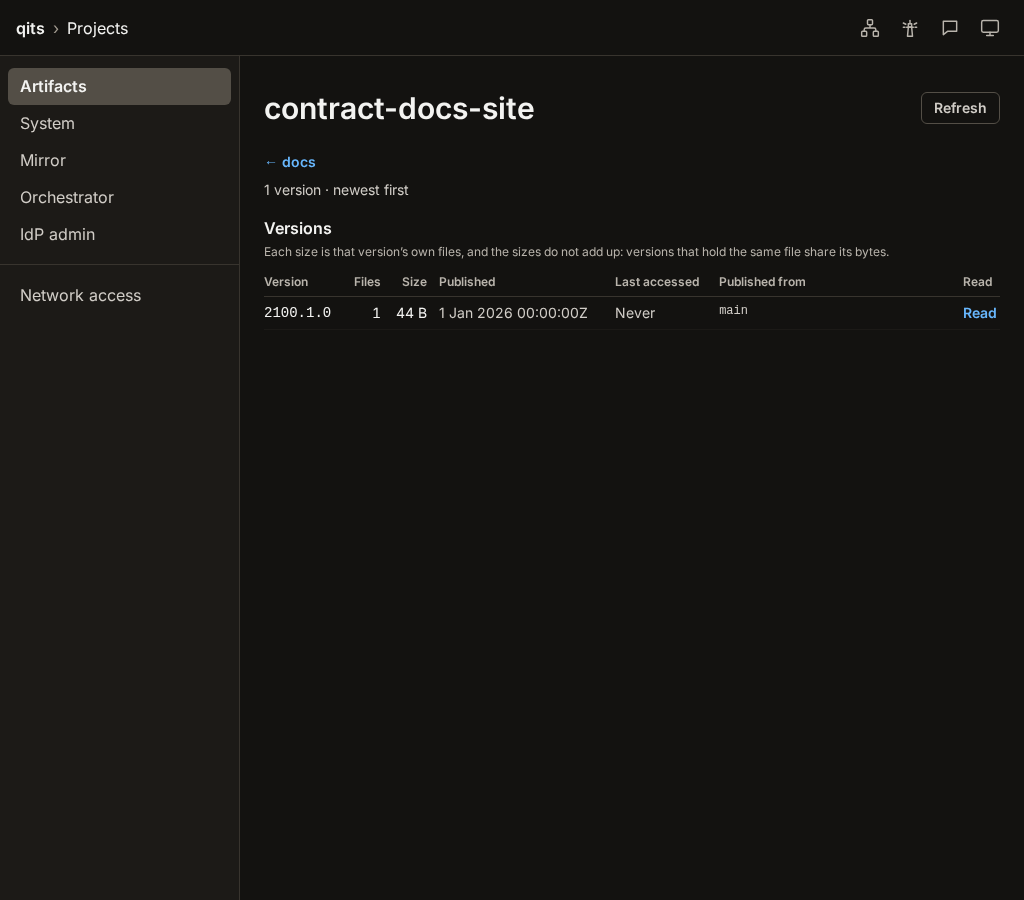 qits › Projects
Artifacts
System
Mirror
Orchestrator
IdP admin
Network access
contract-docs-site
Refresh
← docs
1 version · newest first
Versions
Each size is that version’s own files, and the sizes do not add up: versions that hold the same file share its bytes.
Version Files Size Published Last accessed Published from Read
2100.1.0 1 44 B 1 Jan 2026 00:00:00Z Never main Read